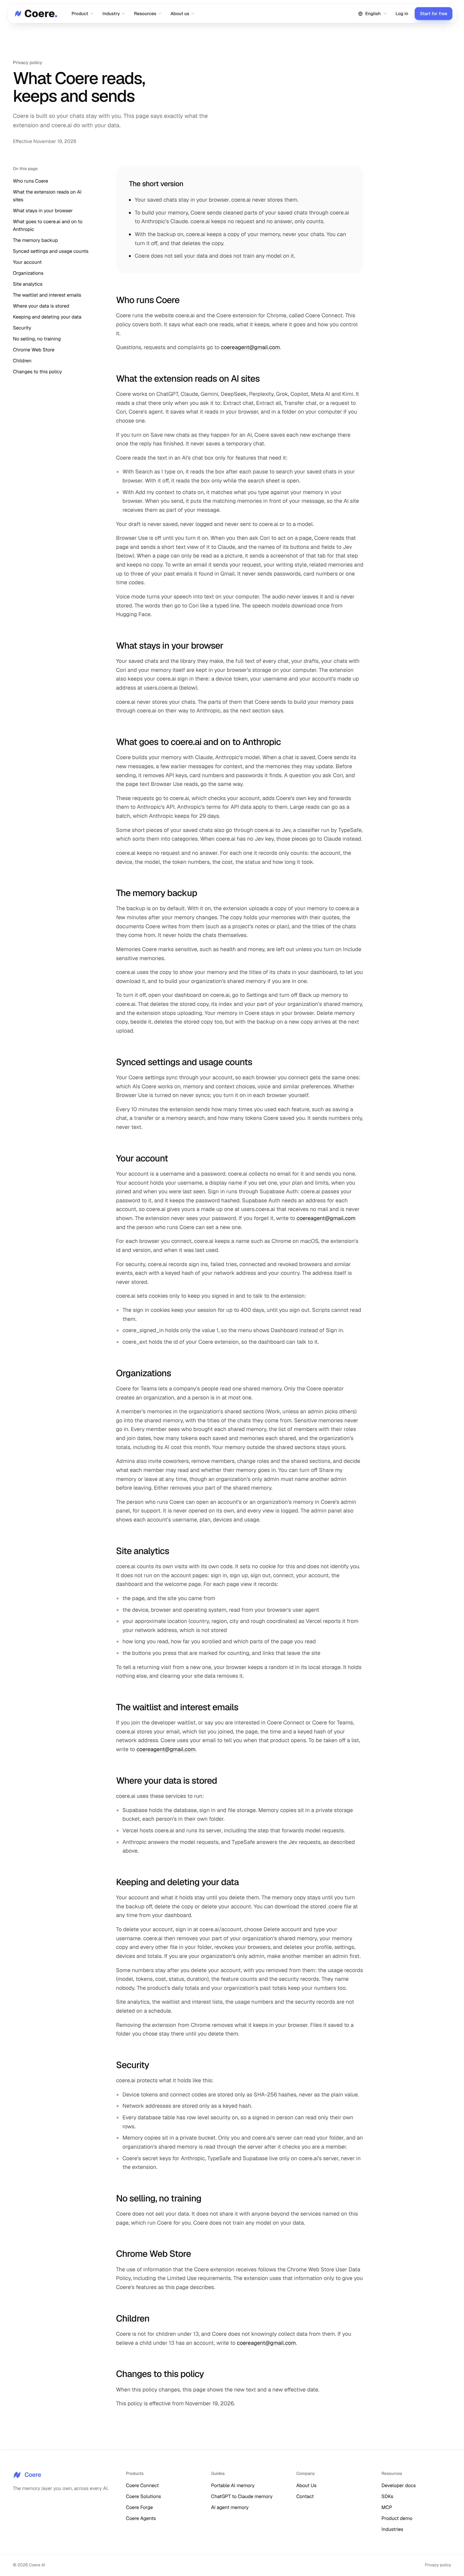 Coere.
Product
Industry
Resources
About us
English
Log in
Start for free
Privacy policy
What Coere reads,
keeps and sends
Coere is built so your chats stay with you. This page says exactly what the
extension and coere.ai do with your data.
Effective November 19, 2026
On this page
Who runs Coere
What the extension reads on AI
sites
What stays in your browser
What goes to coere.ai and on to
Anthropic
The memory backup
Synced settings and usage counts
Your account
Organizations
Site analytics
The waitlist and interest emails
Where your data is stored
Keeping and deleting your data
Security
No selling, no training
Chrome Web Store
Children
Changes to this policy
The short version
Your saved chats stay in your browser. coere.ai never stores them.
To build your memory, Coere sends cleaned parts of your saved chats through coere.ai
to Anthropic's Claude. coere.ai keeps no request and no answer, only counts.
With the backup on, coere.ai keeps a copy of your memory, never your chats. You can
turn it off, and that deletes the copy.
Coere does not sell your data and does not train any model on it.
Who runs Coere
Coere runs the website coere.ai and the Coere extension for Chrome, called Coere Connect. This
policy covers both. It says what each one reads, what it keeps, where it goes and how you control
it.
Questions, requests and complaints go to coereagent@gmail.com.
What the extension reads on AI sites
Coere works on ChatGPT, Claude, Gemini, DeepSeek, Perplexity, Grok, Copilot, Meta AI and Kimi. It
reads a chat there only when you ask it to: Extract chat, Extract all, Transfer chat, or a request to
Cori, Coere's agent. It saves what it reads in your browser, and in a folder on your computer if you
choose one.
If you turn on Save new chats as they happen for an AI, Coere saves each new exchange there
once the reply has finished. It never saves a temporary chat.
Coere reads the text in an AI's chat box only for features that need it:
With Search as I type on, it reads the box after each pause to search your saved chats in your
browser. With it off, it reads the box only while the search sheet is open.
With Add my context to chats on, it matches what you type against your memory in your
browser. When you send, it puts the matching memories in front of your message, so the AI site
receives them as part of your message.
Your draft is never saved, never logged and never sent to coere.ai or to a model.
Browser Use is off until you turn it on. When you then ask Cori to act on a page, Coere reads that
page and sends a short text view of it to Claude, and the names of its buttons and fields to Jev
(below). When a page can only be read as a picture, it sends a screenshot of that tab for that step
and keeps no copy. To write an email it sends your request, your writing style, related memories and
up to three of your past emails it found in Gmail. It never sends passwords, card numbers or one
time codes.
Voice mode turns your speech into text on your computer. The audio never leaves it and is never
stored. The words then go to Cori like a typed line. The speech models download once from
Hugging Face.
What stays in your browser
Your saved chats and the library they make, the full text of every chat, your drafts, your chats with
Cori and your memory itself are kept in your browser's storage on your computer. The extension
also keeps your coere.ai sign in there: a device token, your username and your account's made up
address at users.coere.ai (below).
coere.ai never stores your chats. The parts of them that Coere sends to build your memory pass
through coere.ai on their way to Anthropic, as the next section says.
What goes to coere.ai and on to Anthropic
Coere builds your memory with Claude, Anthropic's model. When a chat is saved, Coere sends its
new messages, a few earlier messages for context, and the memories they may update. Before
sending, it removes API keys, card numbers and passwords it finds. A question you ask Cori, and
the page text Browser Use reads, go the same way.
These requests go to coere.ai, which checks your account, adds Coere's own key and forwards
them to Anthropic's API. Anthropic's terms for API data apply to them. Large reads can go as a
batch, which Anthropic keeps for 29 days.
Some short pieces of your saved chats also go through coere.ai to Jev, a classifier run by TypeSafe,
which sorts them into categories. When coere.ai has no Jev key, those pieces go to Claude instead.
coere.ai keeps no request and no answer. For each one it records only counts: the account, the
device, the model, the token numbers, the cost, the status and how long it took.
The memory backup
The backup is on by default. With it on, the extension uploads a copy of your memory to coere.ai a
few minutes after your memory changes. The copy holds your memories with their quotes, the
documents Coere writes from them (such as a project's notes or plan), and the titles of the chats
they come from. It never holds the chats themselves.
Memories Coere marks sensitive, such as health and money, are left out unless you turn on Include
sensitive memories.
coere.ai uses the copy to show your memory and the titles of its chats in your dashboard, to let you
download it, and to build your organization's shared memory if you are in one.
To turn it off, open your dashboard on coere.ai, go to Settings and turn off Back up memory to
coere.ai. That deletes the stored copy, its index and your part of your organization's shared memory,
and the extension stops uploading. Your memory in Coere stays in your browser. Delete memory
copy, beside it, deletes the stored copy too, but with the backup on a new copy arrives at the next
upload.
Synced settings and usage counts
Your Coere settings sync through your account, so each browser you connect gets the same ones:
which AIs Coere works on, memory and context choices, voice and similar preferences. Whether
Browser Use is turned on never syncs; you turn it on in each browser yourself.
Every 10 minutes the extension sends how many times you used each feature, such as saving a
chat, a transfer or a memory search, and how many tokens Coere saved you. It sends numbers only,
never text.
Your account
Your account is a username and a password. coere.ai collects no email for it and sends you none.
Your account holds your username, a display name if you set one, your plan and limits, when you
joined and when you were last seen. Sign in runs through Supabase Auth: coere.ai passes your
password to it, and it keeps the password hashed. Supabase Auth needs an address for each
account, so coere.ai gives yours a made up one at users.coere.ai that receives no mail and is never
shown. The extension never sees your password. If you forget it, write to coereagent@gmail.com
and the person who runs Coere can set a new one.
For each browser you connect, coere.ai keeps a name such as Chrome on macOS, the extension's
id and version, and when it was last used.
For security, coere.ai records sign ins, failed tries, connected and revoked browsers and similar
events, each with a keyed hash of your network address and your country. The address itself is
never stored.
coere.ai sets cookies only to keep you signed in and to talk to the extension:
The sign in cookies keep your session for up to 400 days, until you sign out. Scripts cannot read
them.
coere_signed_in holds only the value 1, so the menu shows Dashboard instead of Sign in.
coere_ext holds the id of your Coere extension, so the dashboard can talk to it.
Organizations
Coere for Teams lets a company's people read one shared memory. Only the Coere operator
creates an organization, and a person is in at most one.
A member's memories in the organization's shared sections (Work, unless an admin picks others)
go into the shared memory, with the titles of the chats they come from. Sensitive memories never
go in. Every member sees who brought each shared memory, the list of members with their roles
and join dates, how many tokens each saved and memories each shared, and the organization's
totals, including its AI cost this month. Your memory outside the shared sections stays yours.
Admins also invite coworkers, remove members, change roles and the shared sections, and decide
what each member may read and whether their memory goes in. You can turn off Share my
memory or leave at any time, though an organization's only admin must name another admin
before leaving. Either removes your part of the shared memory.
The person who runs Coere can open an account's or an organization's memory in Coere's admin
panel, for support. It is never opened on its own, and every view is logged. The admin panel also
shows each account's username, plan, devices and usage.
Site analytics
coere.ai counts its own visits with its own code. It sets no cookie for this and does not identify you.
It does not run on the account pages: sign in, sign up, sign out, connect, your account, the
dashboard and the welcome page. For each page view it records:
the page, and the site you came from
the device, browser and operating system, read from your browser's user agent
your approximate location (country, region, city and rough coordinates) as Vercel reports it from
your network address, which is not stored
how long you read, how far you scrolled and which parts of the page you read
the buttons you press that are marked for counting, and links that leave the site
To tell a returning visit from a new one, your browser keeps a random id in its local storage. It holds
nothing else, and clearing your site data removes it.
The waitlist and interest emails
If you join the developer waitlist, or say you are interested in Coere Connect or Coere for Teams,
coere.ai stores your email, which list you joined, the page, the time and a keyed hash of your
network address. Coere uses your email to tell you when that product opens. To be taken off a list,
write to coereagent@gmail.com.
Where your data is stored
coere.ai uses these services to run:
Supabase holds the database, sign in and file storage. Memory copies sit in a private storage
bucket, each person's in their own folder.
Vercel hosts coere.ai and runs its server, including the step that forwards model requests.
Anthropic answers the model requests, and TypeSafe answers the Jev requests, as described
above.
Keeping and deleting your data
Your account and what it holds stay until you delete them. The memory copy stays until you turn
the backup off, delete the copy or delete your account. You can download the stored .coere file at
any time from your dashboard.
To delete your account, sign in at coere.ai/account, choose Delete account and type your
username. coere.ai then removes your part of your organization's shared memory, your memory
copy and every other file in your folder, revokes your browsers, and deletes your profile, settings,
devices and totals. If you are your organization's only admin, make another member an admin first.
Some numbers stay after you delete your account, with you removed from them: the usage records
(model, tokens, cost, status, duration), the feature counts and the security records. They name
nobody. The product's daily totals and your organization's past totals keep your numbers too.
Site analytics, the waitlist and interest lists, the usage numbers and the security records are not
deleted on a schedule.
Removing the extension from Chrome removes what it keeps in your browser. Files it saved to a
folder you chose stay there until you delete them.
Security
coere.ai protects what it holds like this:
Device tokens and connect codes are stored only as SHA-256 hashes, never as the plain value.
Network addresses are stored only as a keyed hash.
Every database table has row level security on, so a signed in person can read only their own
rows.
Memory copies sit in a private bucket. Only you and coere.ai's server can read your folder, and an
organization's shared memory is read through the server after it checks you are a member.
Coere's secret keys for Anthropic, TypeSafe and Supabase live only on coere.ai's server, never in
the extension.
No selling, no training
Coere does not sell your data. It does not share it with anyone beyond the services named on this
page, which run Coere for you. Coere does not train any model on your data.
Chrome Web Store
The use of information that the Coere extension receives follows the Chrome Web Store User Data
Policy, including the Limited Use requirements. The extension uses that information only to give you
Coere's features as this page describes.
Children
Coere is not for children under 13, and Coere does not knowingly collect data from them. If you
believe a child under 13 has an account, write to coereagent@gmail.com.
Changes to this policy
When this policy changes, this page shows the new text and a new effective date.
This policy is effective from November 19, 2026.
Coere
The memory layer you own, across every AI.
Products
Coere Connect
Coere Solutions
Coere Forge
Coere Agents
Guides
Portable AI memory
ChatGPT to Claude memory
AI agent memory
Company
About Us
Contact
Resources
Developer docs
SDKs
MCP
Product demo
Industries
© 2026 Coere AI
Privacy policy